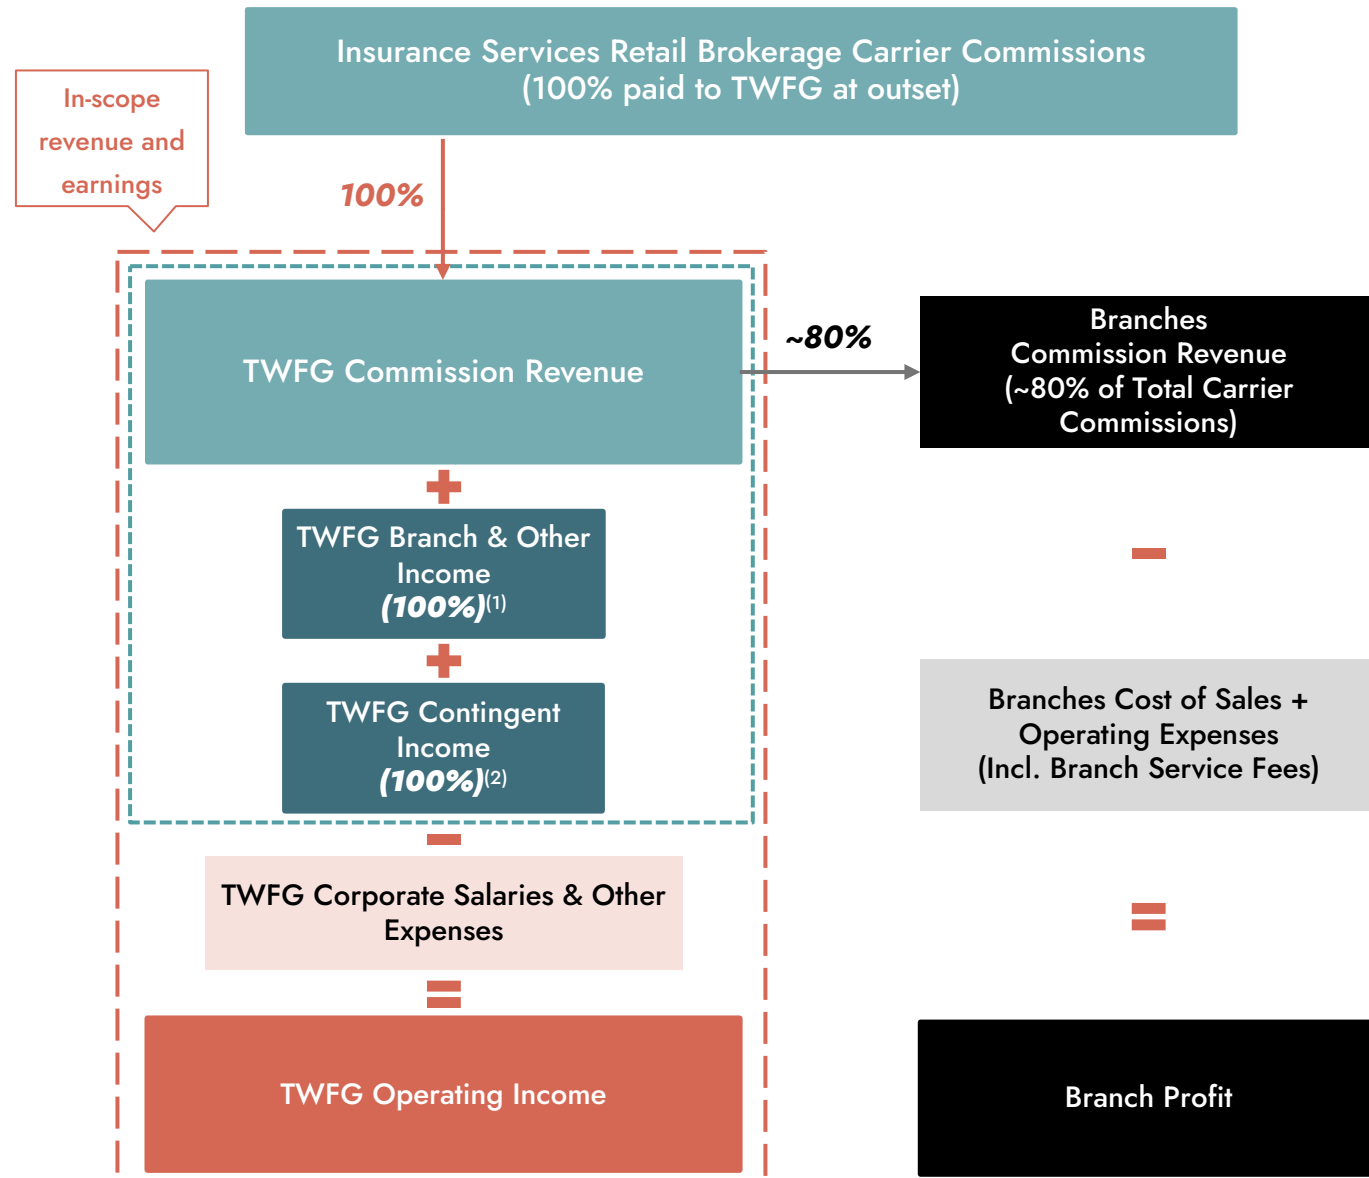 Insurance Services Retail Brokerage Carrier Commissions
(100% paid to TWFG at outset)
In-scope
revenue and
earnings
100%
TWFG Commission Revenue
~80%
Branches
Commission Revenue
(~80% of Total Carrier
Commissions)
+
TWFG Branch & Other
Income
(100%)(1)
-
+
TWFG Contingent
Income
(100%)(2)
Branches Cost of Sales +
Operating Expenses
(Incl. Branch Service Fees)
-
TWFG Corporate Salaries & Other
Expenses
=
=
TWFG Operating Income
Branch Profit